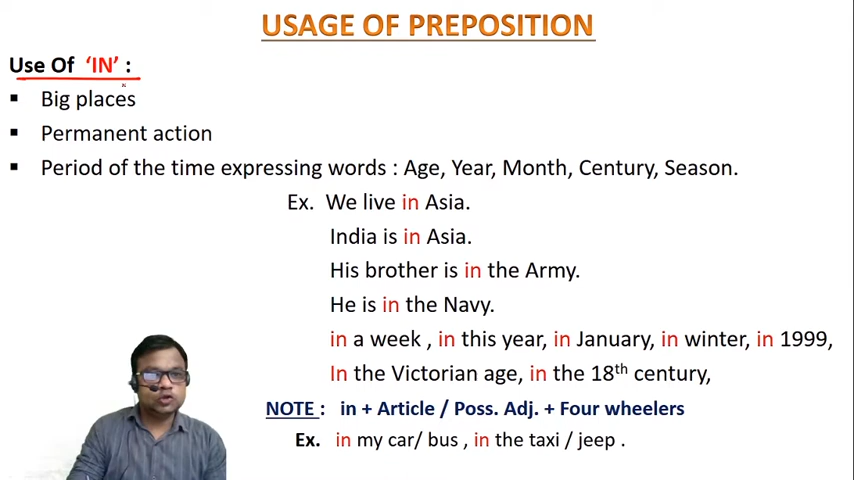 USAGE OF PREPOSITION
Use Of ‘IN’ :
▪ Big places
▪ Permanent action
▪ Period of the time expressing words : Age, Year, Month, Century, Season.
Ex. We live in Asia.
India is in Asia.
His brother is in the Army.
He is in the Navy.
in a week , in this year, in January, in winter, in 1999,
In the Victorian age, in the 18th century,
NOTE : in + Article / Poss. Adj. + Four wheelers
Ex. in my car/ bus , in the taxi / jeep .